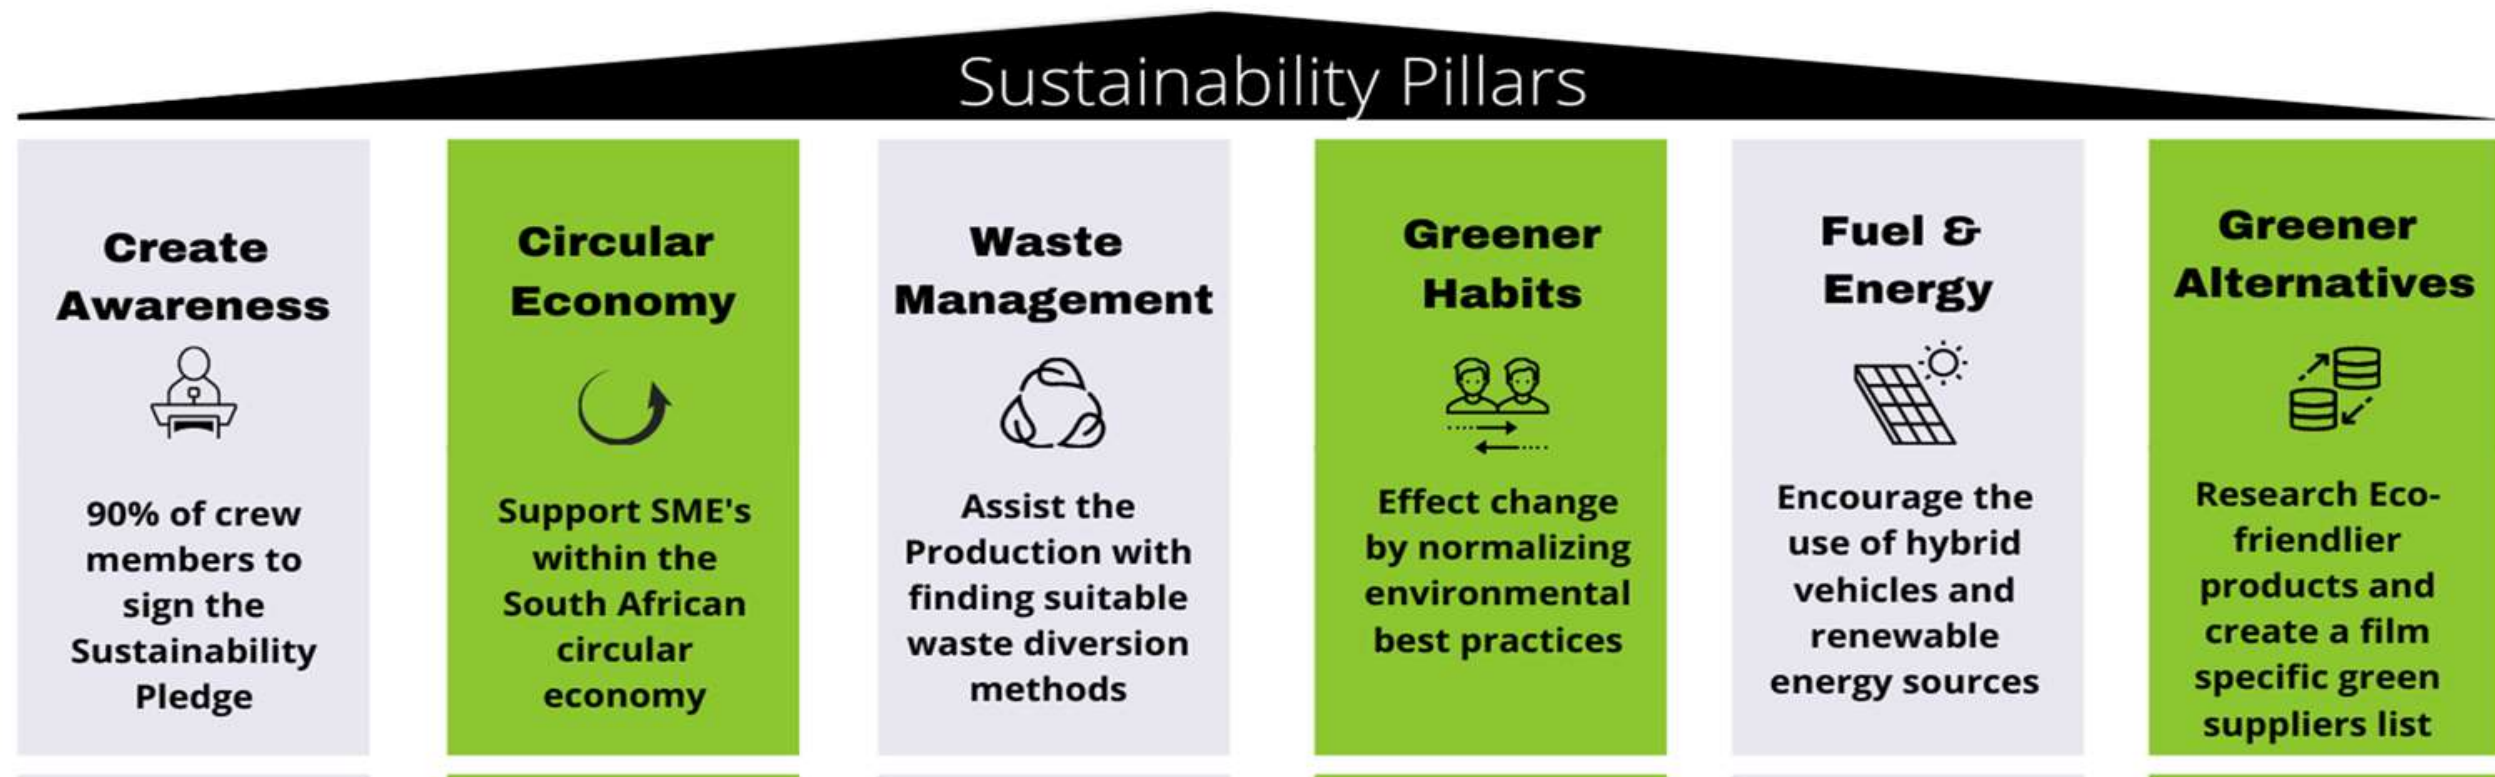 Sustainability Pillars
Create
Awareness
90% of crew
members to
sign the
Sustainability
Pledge
Circular
Economy
Support SME's
within the
South African
circular
economy
Waste
Management
Assist the
Production with
finding suitable
waste diversion
methods
Greener
Habits
Effect change
by normalizing
environmental
best practices
Fuel &
Energy
Encourage the
use of hybrid
vehicles and
renewable
energy sources
Greener
Alternatives
Research Eco-
friendlier
products and
create a film
specific green
suppliers list